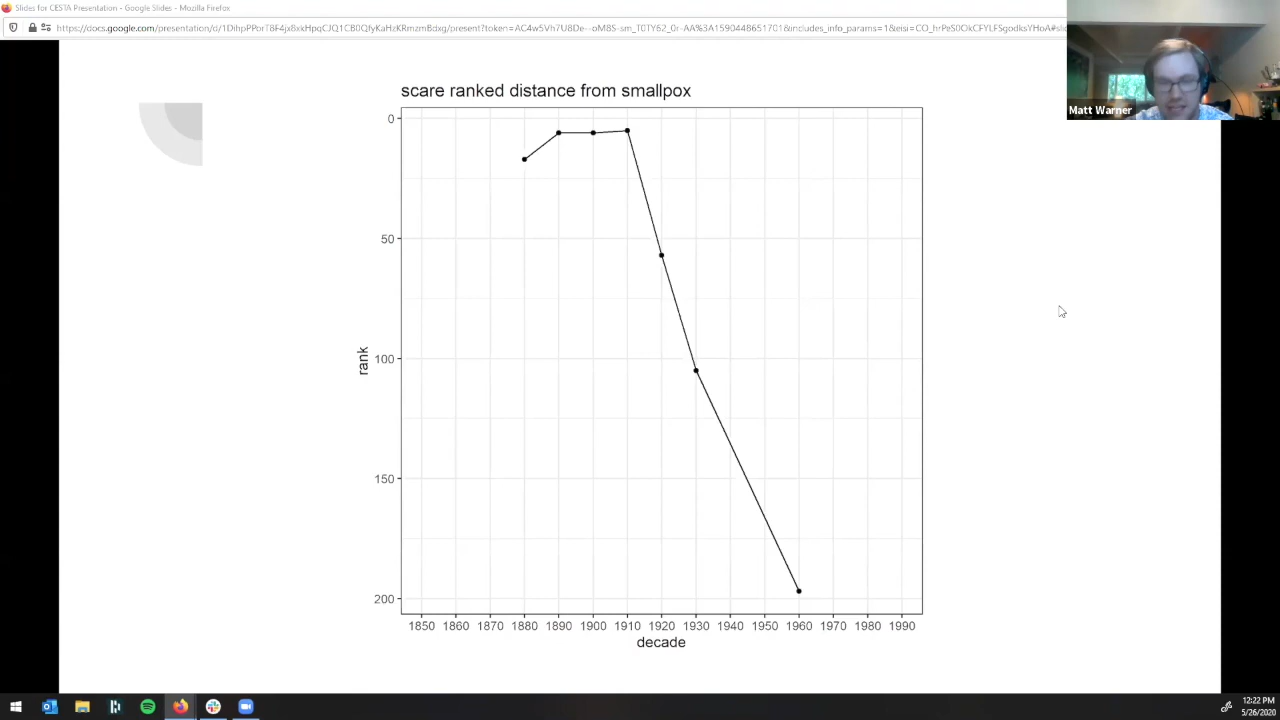 Slides for CESTA Presentation - Google Slides - Mozilla Firefox
Matt Warner
scare ranked distance from smallpox
0
50
100
150
200
rank
1850 1860 1870 1880 1890 1900 1910 1920 1930 1940 1950 1960 1970 1980 1990
decade
12:22 PM
5/26/2020